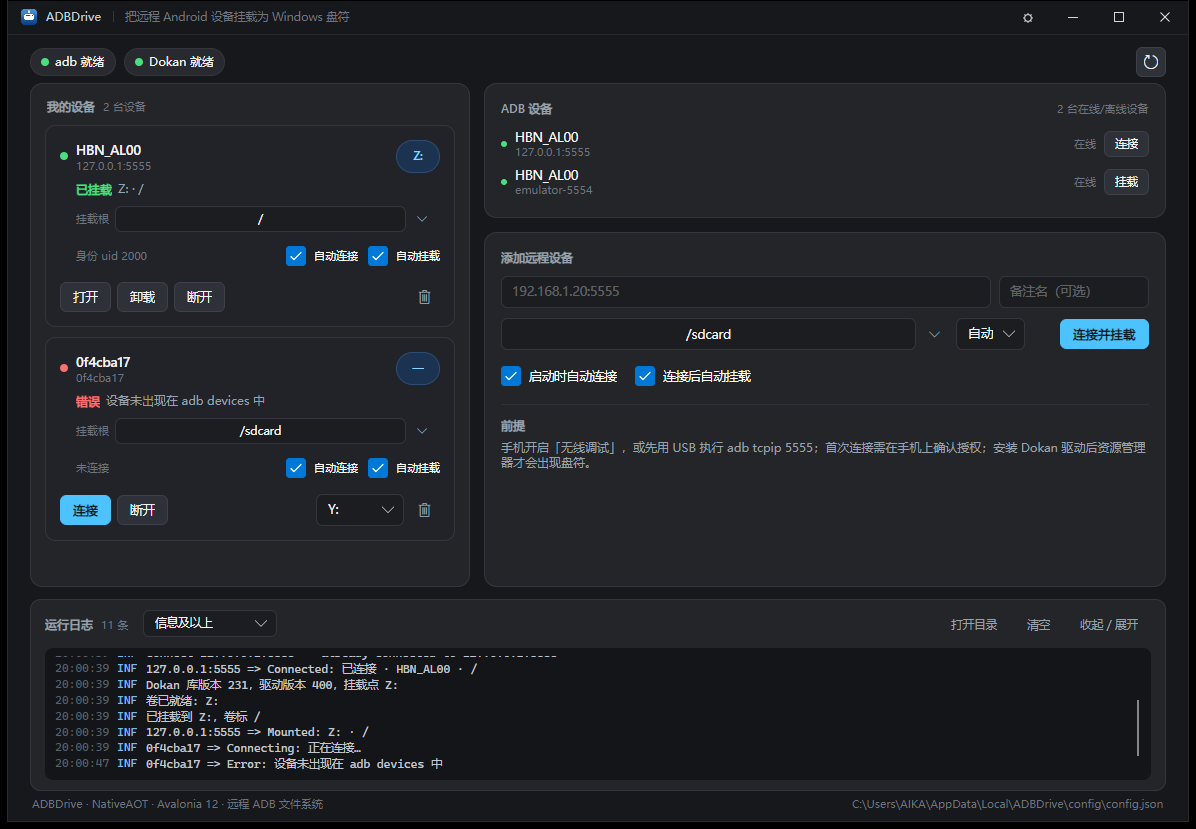 ADBDrive 把远程 Android 设备挂载为 Windows 盘符
adb 就绪 Dokan 就绪
我的设备 2 台设备
HBN_AL00
127.0.0.1:5555
Z:
已挂载 Z: · /
挂载根 /
身份 uid 2000 自动连接 自动挂载
打开 卸载 断开
0f4cba17
0f4cba17
—
错误 设备未出现在 adb devices 中
挂载根 /sdcard
未连接 自动连接 自动挂载
连接 断开 Y:
ADB 设备 2 台在线/离线设备
HBN_AL00
127.0.0.1:5555
在线 连接
HBN_AL00
emulator-5554
在线 挂载
添加远程设备
192.168.1.20:5555 备注名（可选）
/sdcard 自动 连接并挂载
启动时自动连接 连接后自动挂载
前提
手机开启「无线调试」，或先用 USB 执行 adb tcpip 5555；首次连接需在手机上确认授权；安装 Dokan 驱动后资源管理
器才会出现盘符。
运行日志 11 条 信息及以上 打开目录 清空 收起 / 展开
20:00:39 INF 127.0.0.1:5555 => Connected: 已连接 · HBN_AL00 · /
20:00:39 INF Dokan 库版本 231，驱动版本 400，挂载点 Z:
20:00:39 INF 卷已就绪: Z:
20:00:39 INF 已挂载到 Z:，卷标 /
20:00:39 INF 127.0.0.1:5555 => Mounted: Z: · /
20:00:39 INF 0f4cba17 => Connecting: 正在连接…
20:00:47 INF 0f4cba17 => Error: 设备未出现在 adb devices 中
ADBDrive · NativeAOT · Avalonia 12 · 远程 ADB 文件系统 C:\Users\AIKA\AppData\Local\ADBDrive\config\config.json